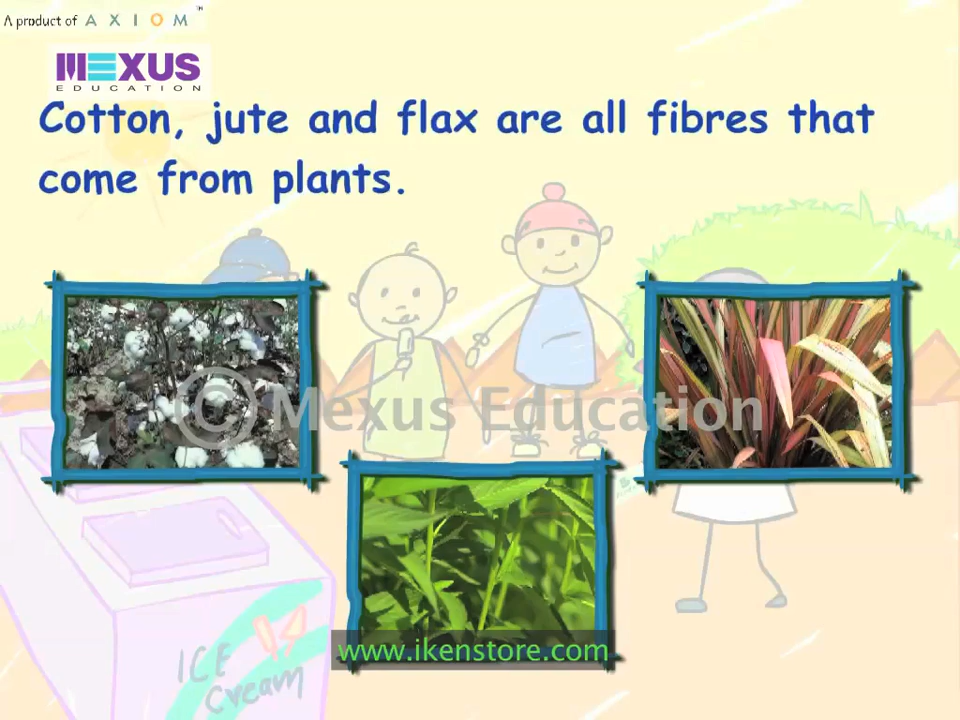 A product of AXIOM™
MEXUS
EDUCATION
Cotton, jute and flax are all fibres that
come from plants.
© Mexus Education
www.ikenstore.com
ICE
Cream